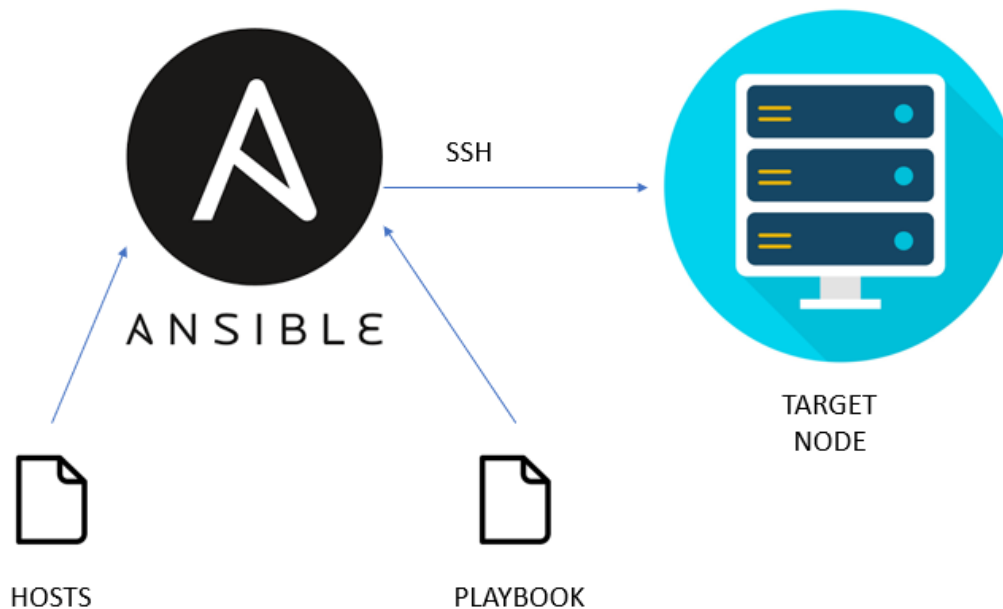 SSH
ANSIBLE
TARGET
NODE
HOSTS
PLAYBOOK